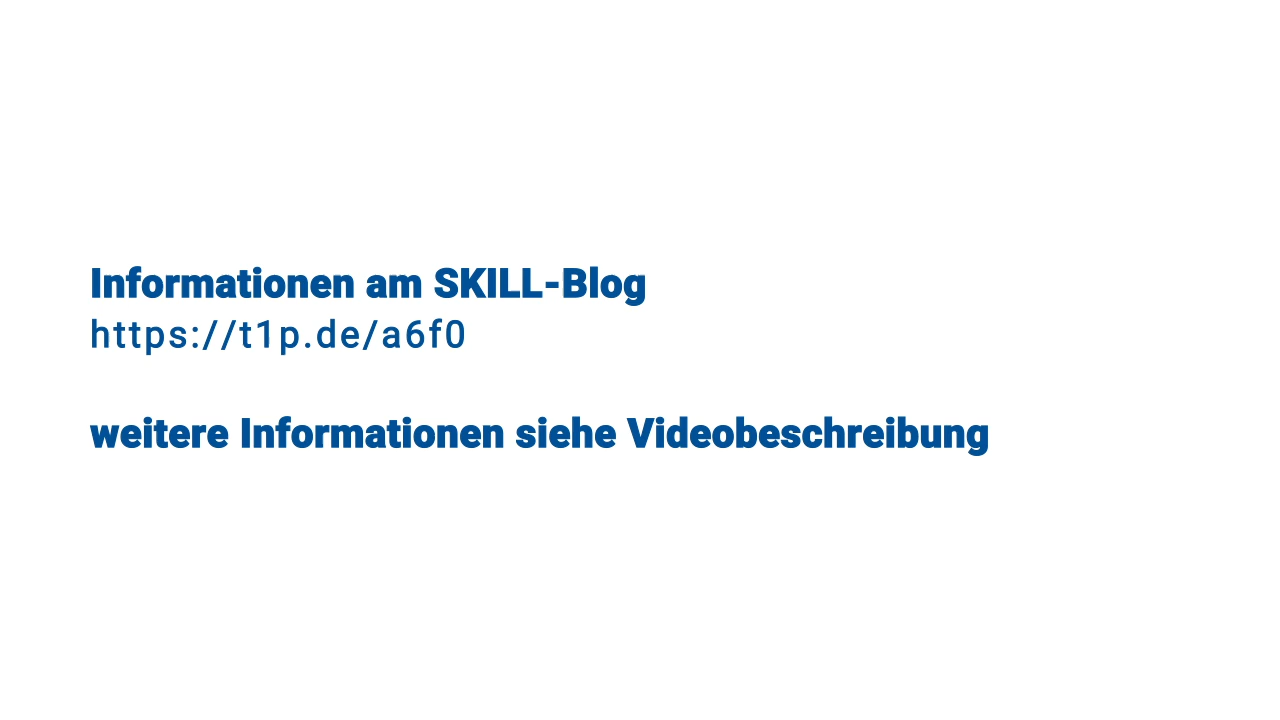 Informationen am SKILL-Blog
https://t1p.de/a6f0
weitere Informationen siehe Videobeschreibung